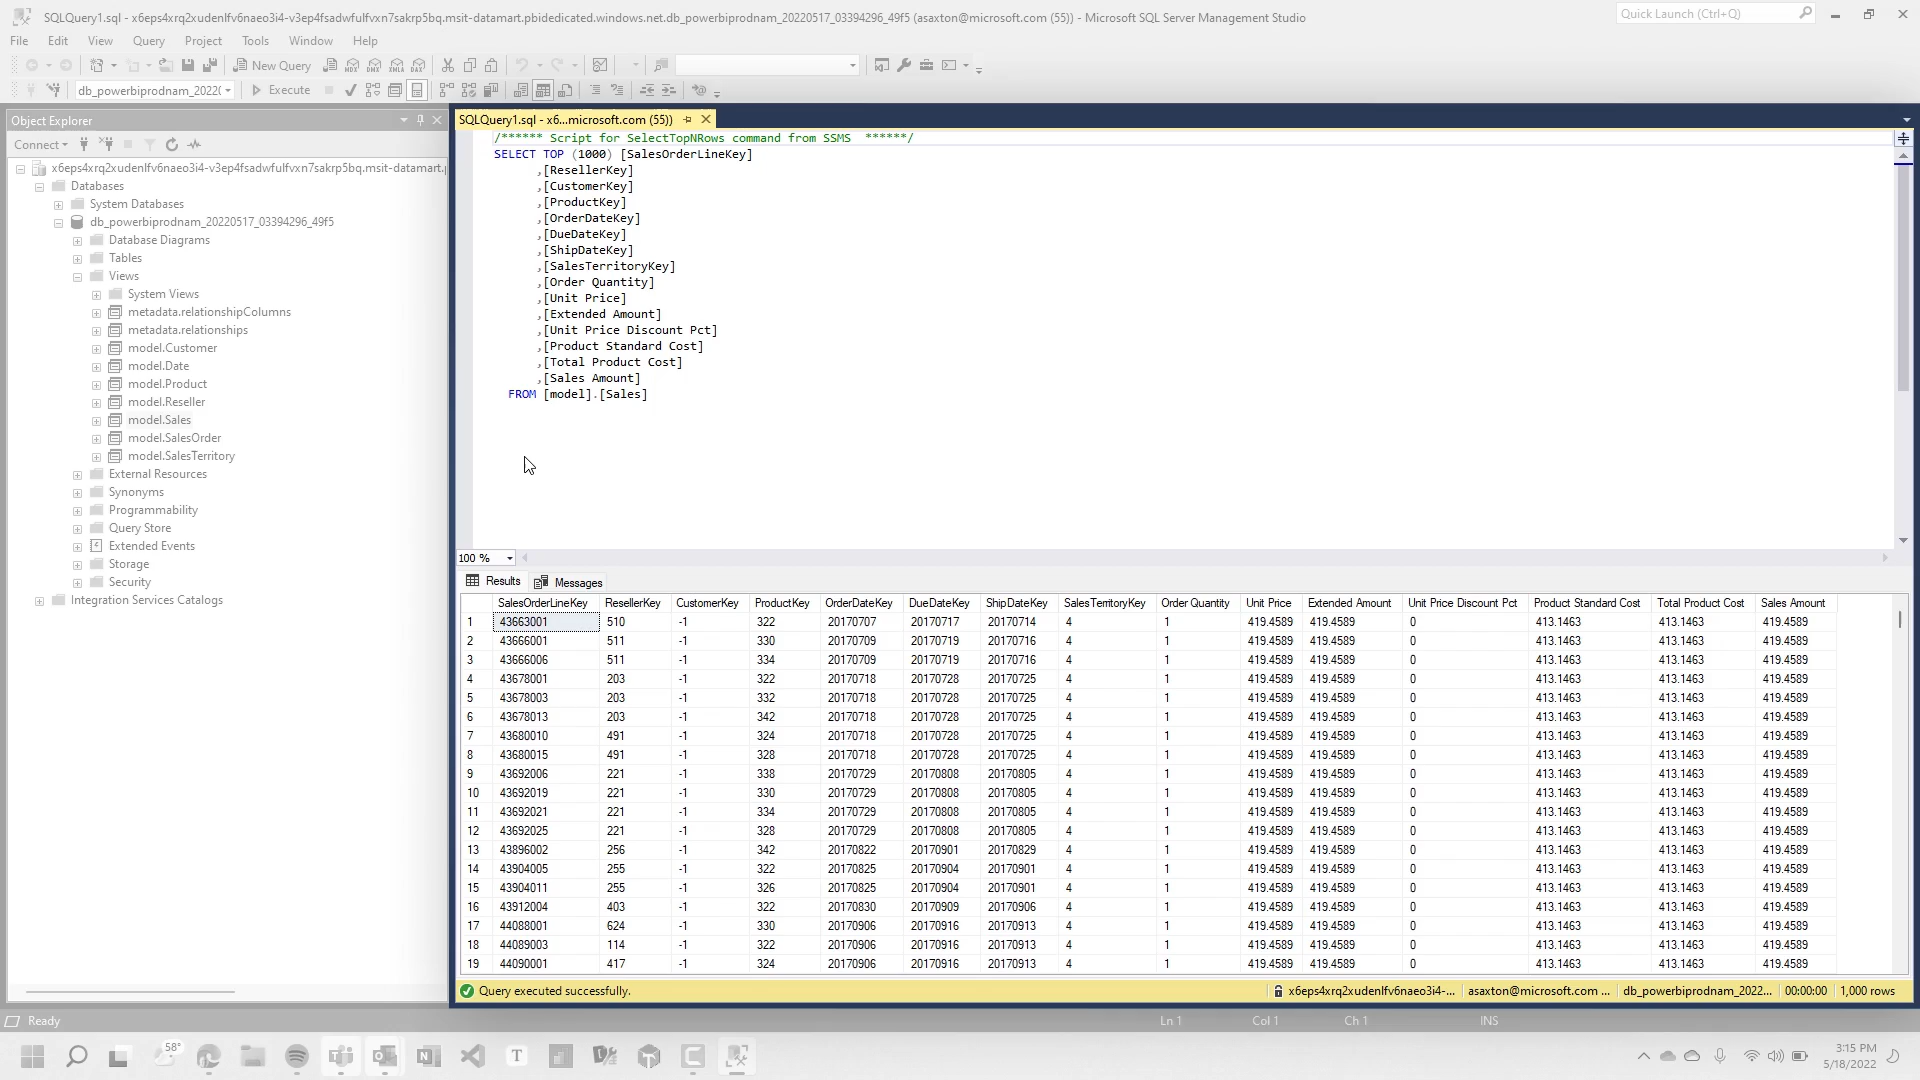 SQLQuery1.sql - x6eps4xrq2xudenlfv6naeo3i4-v3ep4fsadwfulfvxn7sakrp5bq.msit-datamart.pbidedicated.windows.net.db_powerbiprodnam_20220517_03394296_49f5 (asaxton@microsoft.com (55)) - Microsoft SQL Server Management Studio
Quick Launch (Ctrl+Q)
File Edit View Query Project Tools Window Help
New Query
db_powerbiprodnam_2022 Execute
Object Explorer
Connect
x6eps4xrq2xudenlfv6naeo3i4-v3ep4fsadwfulfvxn7sakrp5bq.msit-datamart.p
Databases
System Databases
db_powerbiprodnam_20220517_03394296_49f5
Database Diagrams
Tables
Views
System Views
metadata.relationshipColumns
metadata.relationships
model.Customer
model.Date
model.Product
model.Reseller
model.Sales
model.SalesOrder
model.SalesTerritory
External Resources
Synonyms
Programmability
Query Store
Extended Events
Storage
Security
Integration Services Catalogs
SQLQuery1.sql - x6...microsoft.com (55))
/****** Script for SelectTopNRows command from SSMS ******/
SELECT TOP (1000) [SalesOrderLineKey]
,[ResellerKey]
,[CustomerKey]
,[ProductKey]
,[OrderDateKey]
,[DueDateKey]
,[ShipDateKey]
,[SalesTerritoryKey]
,[Order Quantity]
,[Unit Price]
,[Extended Amount]
,[Unit Price Discount Pct]
,[Product Standard Cost]
,[Total Product Cost]
,[Sales Amount]
FROM [model].[Sales]
100 %
Results Messages
SalesOrderLineKey ResellerKey CustomerKey ProductKey OrderDateKey DueDateKey ShipDateKey SalesTerritoryKey Order Quantity Unit Price Extended Amount Unit Price Discount Pct Product Standard Cost Total Product Cost Sales Amount
1 43663001 510 -1 322 20170707 20170717 20170714 4 1 419.4589 419.4589 0 413.1463 413.1463 419.4589
2 43666001 511 -1 330 20170709 20170719 20170716 4 1 419.4589 419.4589 0 413.1463 413.1463 419.4589
3 43666006 511 -1 334 20170709 20170719 20170716 4 1 419.4589 419.4589 0 413.1463 413.1463 419.4589
4 43678001 203 -1 322 20170718 20170728 20170725 4 1 419.4589 419.4589 0 413.1463 413.1463 419.4589
5 43678003 203 -1 332 20170718 20170728 20170725 4 1 419.4589 419.4589 0 413.1463 413.1463 419.4589
6 43678013 203 -1 342 20170718 20170728 20170725 4 1 419.4589 419.4589 0 413.1463 413.1463 419.4589
7 43680010 491 -1 324 20170718 20170728 20170725 4 1 419.4589 419.4589 0 413.1463 413.1463 419.4589
8 43680015 491 -1 328 20170718 20170728 20170725 4 1 419.4589 419.4589 0 413.1463 413.1463 419.4589
9 43692006 221 -1 338 20170729 20170808 20170805 4 1 419.4589 419.4589 0 413.1463 413.1463 419.4589
10 43692019 221 -1 330 20170729 20170808 20170805 4 1 419.4589 419.4589 0 413.1463 413.1463 419.4589
11 43692021 221 -1 334 20170729 20170808 20170805 4 1 419.4589 419.4589 0 413.1463 413.1463 419.4589
12 43692025 221 -1 328 20170729 20170808 20170805 4 1 419.4589 419.4589 0 413.1463 413.1463 419.4589
13 43896002 256 -1 342 20170822 20170901 20170829 4 1 419.4589 419.4589 0 413.1463 413.1463 419.4589
14 43904005 255 -1 322 20170825 20170904 20170901 4 1 419.4589 419.4589 0 413.1463 413.1463 419.4589
15 43904011 255 -1 326 20170825 20170904 20170901 4 1 419.4589 419.4589 0 413.1463 413.1463 419.4589
16 43912004 403 -1 322 20170830 20170909 20170906 4 1 419.4589 419.4589 0 413.1463 413.1463 419.4589
17 44088001 624 -1 330 20170906 20170916 20170913 4 1 419.4589 419.4589 0 413.1463 413.1463 419.4589
18 44089003 114 -1 322 20170906 20170916 20170913 4 1 419.4589 419.4589 0 413.1463 413.1463 419.4589
19 44090001 417 -1 324 20170906 20170916 20170913 4 1 419.4589 419.4589 0 413.1463 413.1463 419.4589
Query executed successfully. x6eps4xrq2xudenlfv6naeo3i4-... asaxton@microsoft.com ... db_powerbiprodnam_2022... 00:00:00 1,000 rows
Ready Ln 1 Col 1 Ch 1 INS
58°
3:15 PM
5/18/2022